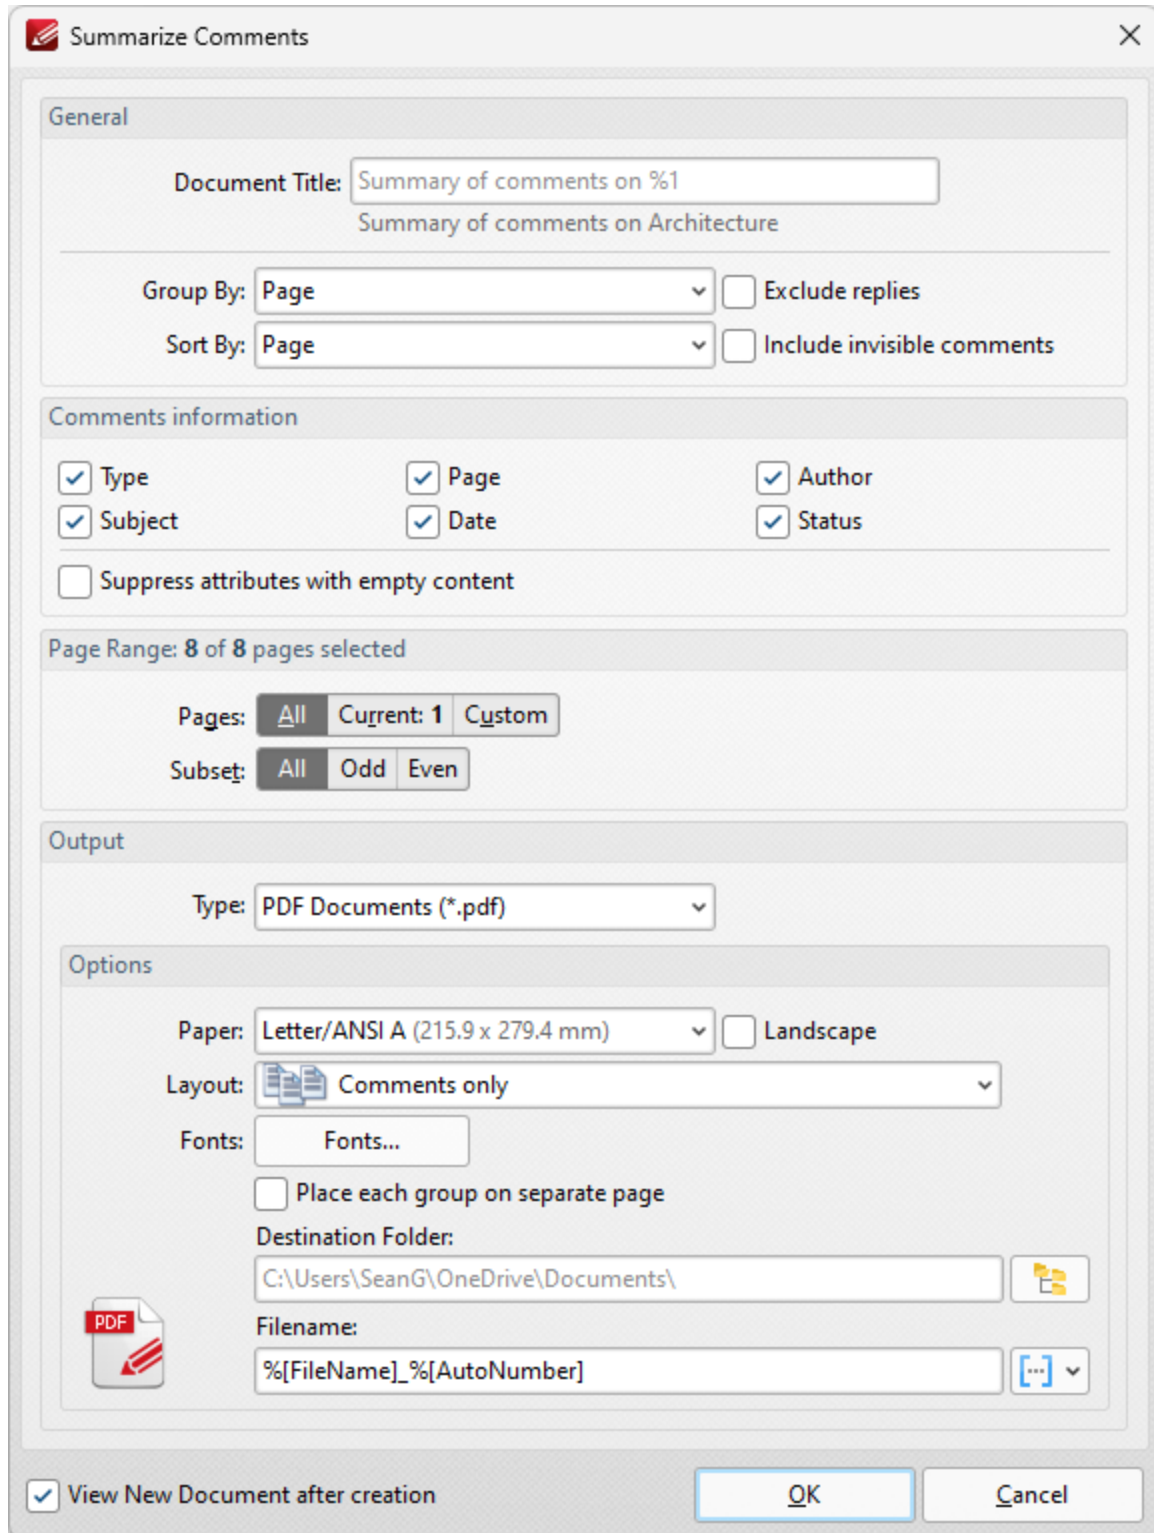 Summarize Comments
General
Document Title: Summary of comments on %1
Summary of comments on Architecture
Group By: Page Exclude replies
Sort By: Page Include invisible comments
Comments information
Type Page Author
Subject Date Status
Suppress attributes with empty content
Page Range: 8 of 8 pages selected
Pages: All Current: 1 Custom
Subset: All Odd Even
Output
Type: PDF Documents (*.pdf)
Options
Paper: Letter/ANSI A (215.9 x 279.4 mm) Landscape
Layout: Comments only
Fonts: Fonts...
Place each group on separate page
Destination Folder:
C:\Users\SeanG\OneDrive\Documents\
PDF
Filename:
%[FileName]_%[AutoNumber]
View New Document after creation OK Cancel